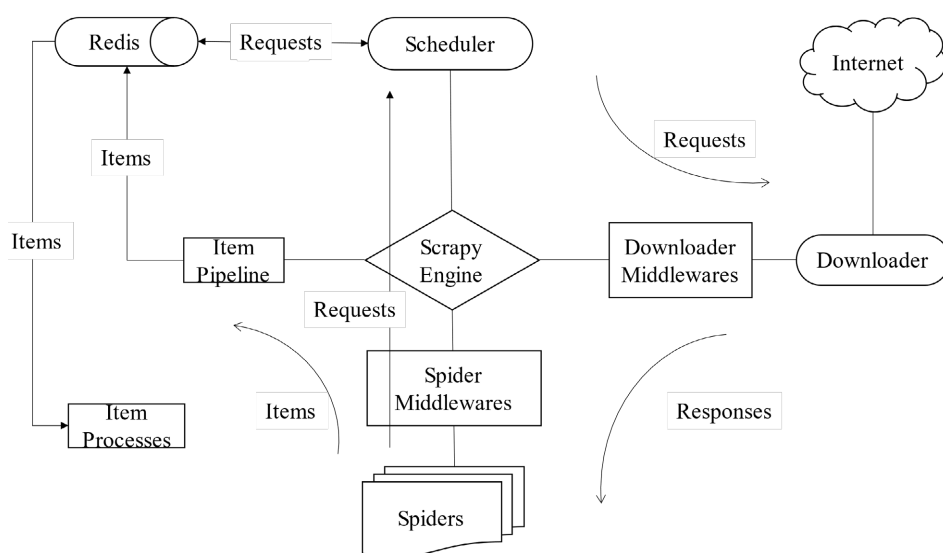 Redis
Requests
Scheduler
Internet
Requests
Items
Items
Item
Pipeline
Scrapy
Engine
Downloader
Middlewares
Downloader
Requests
Spider
Middlewares
Items
Responses
Item
Processes
Spiders